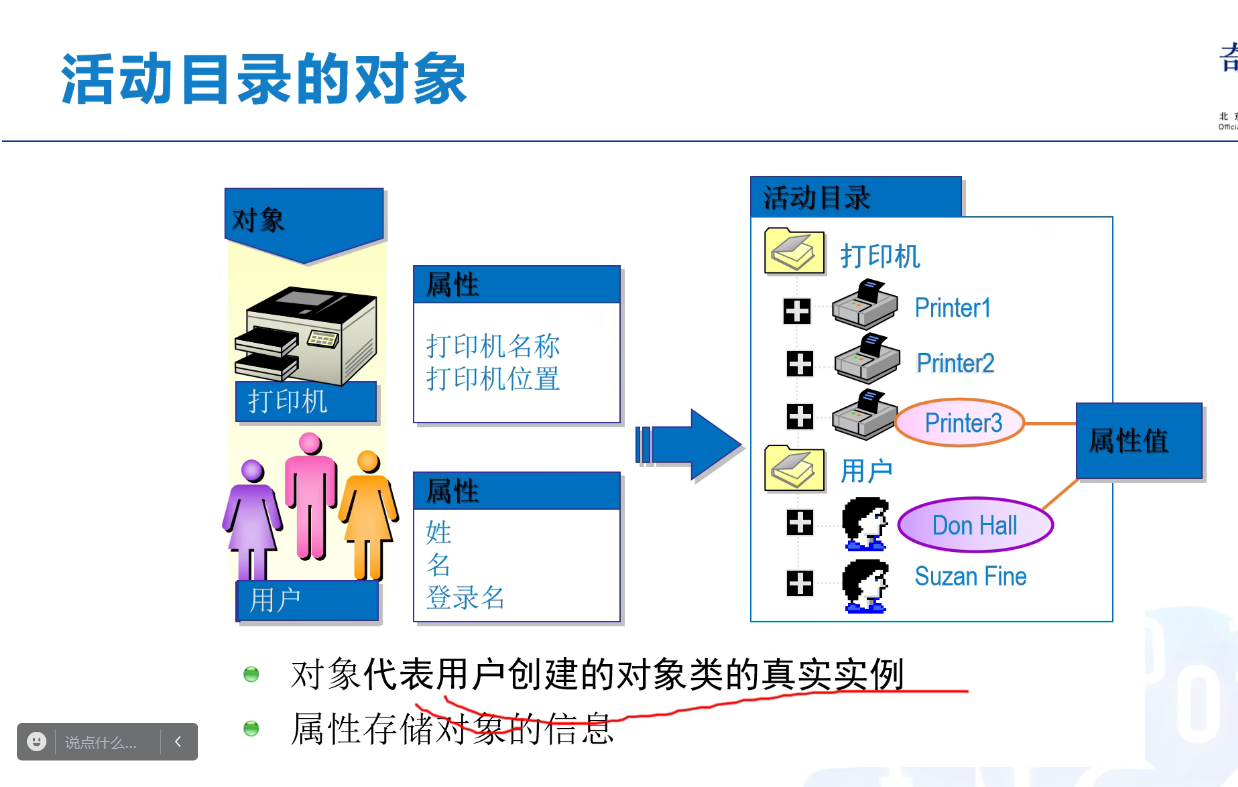 活动目录的对象
北
Offici
对象
打印机
用户
属性
打印机名称
打印机位置
属性
姓
名
登录名
活动目录
打印机
Printer1
Printer2
Printer3
用户
Don Hall
Suzan Fine
属性值
对象代表用户创建的对象类的真实实例
属性存储对象的信息
说点什么...